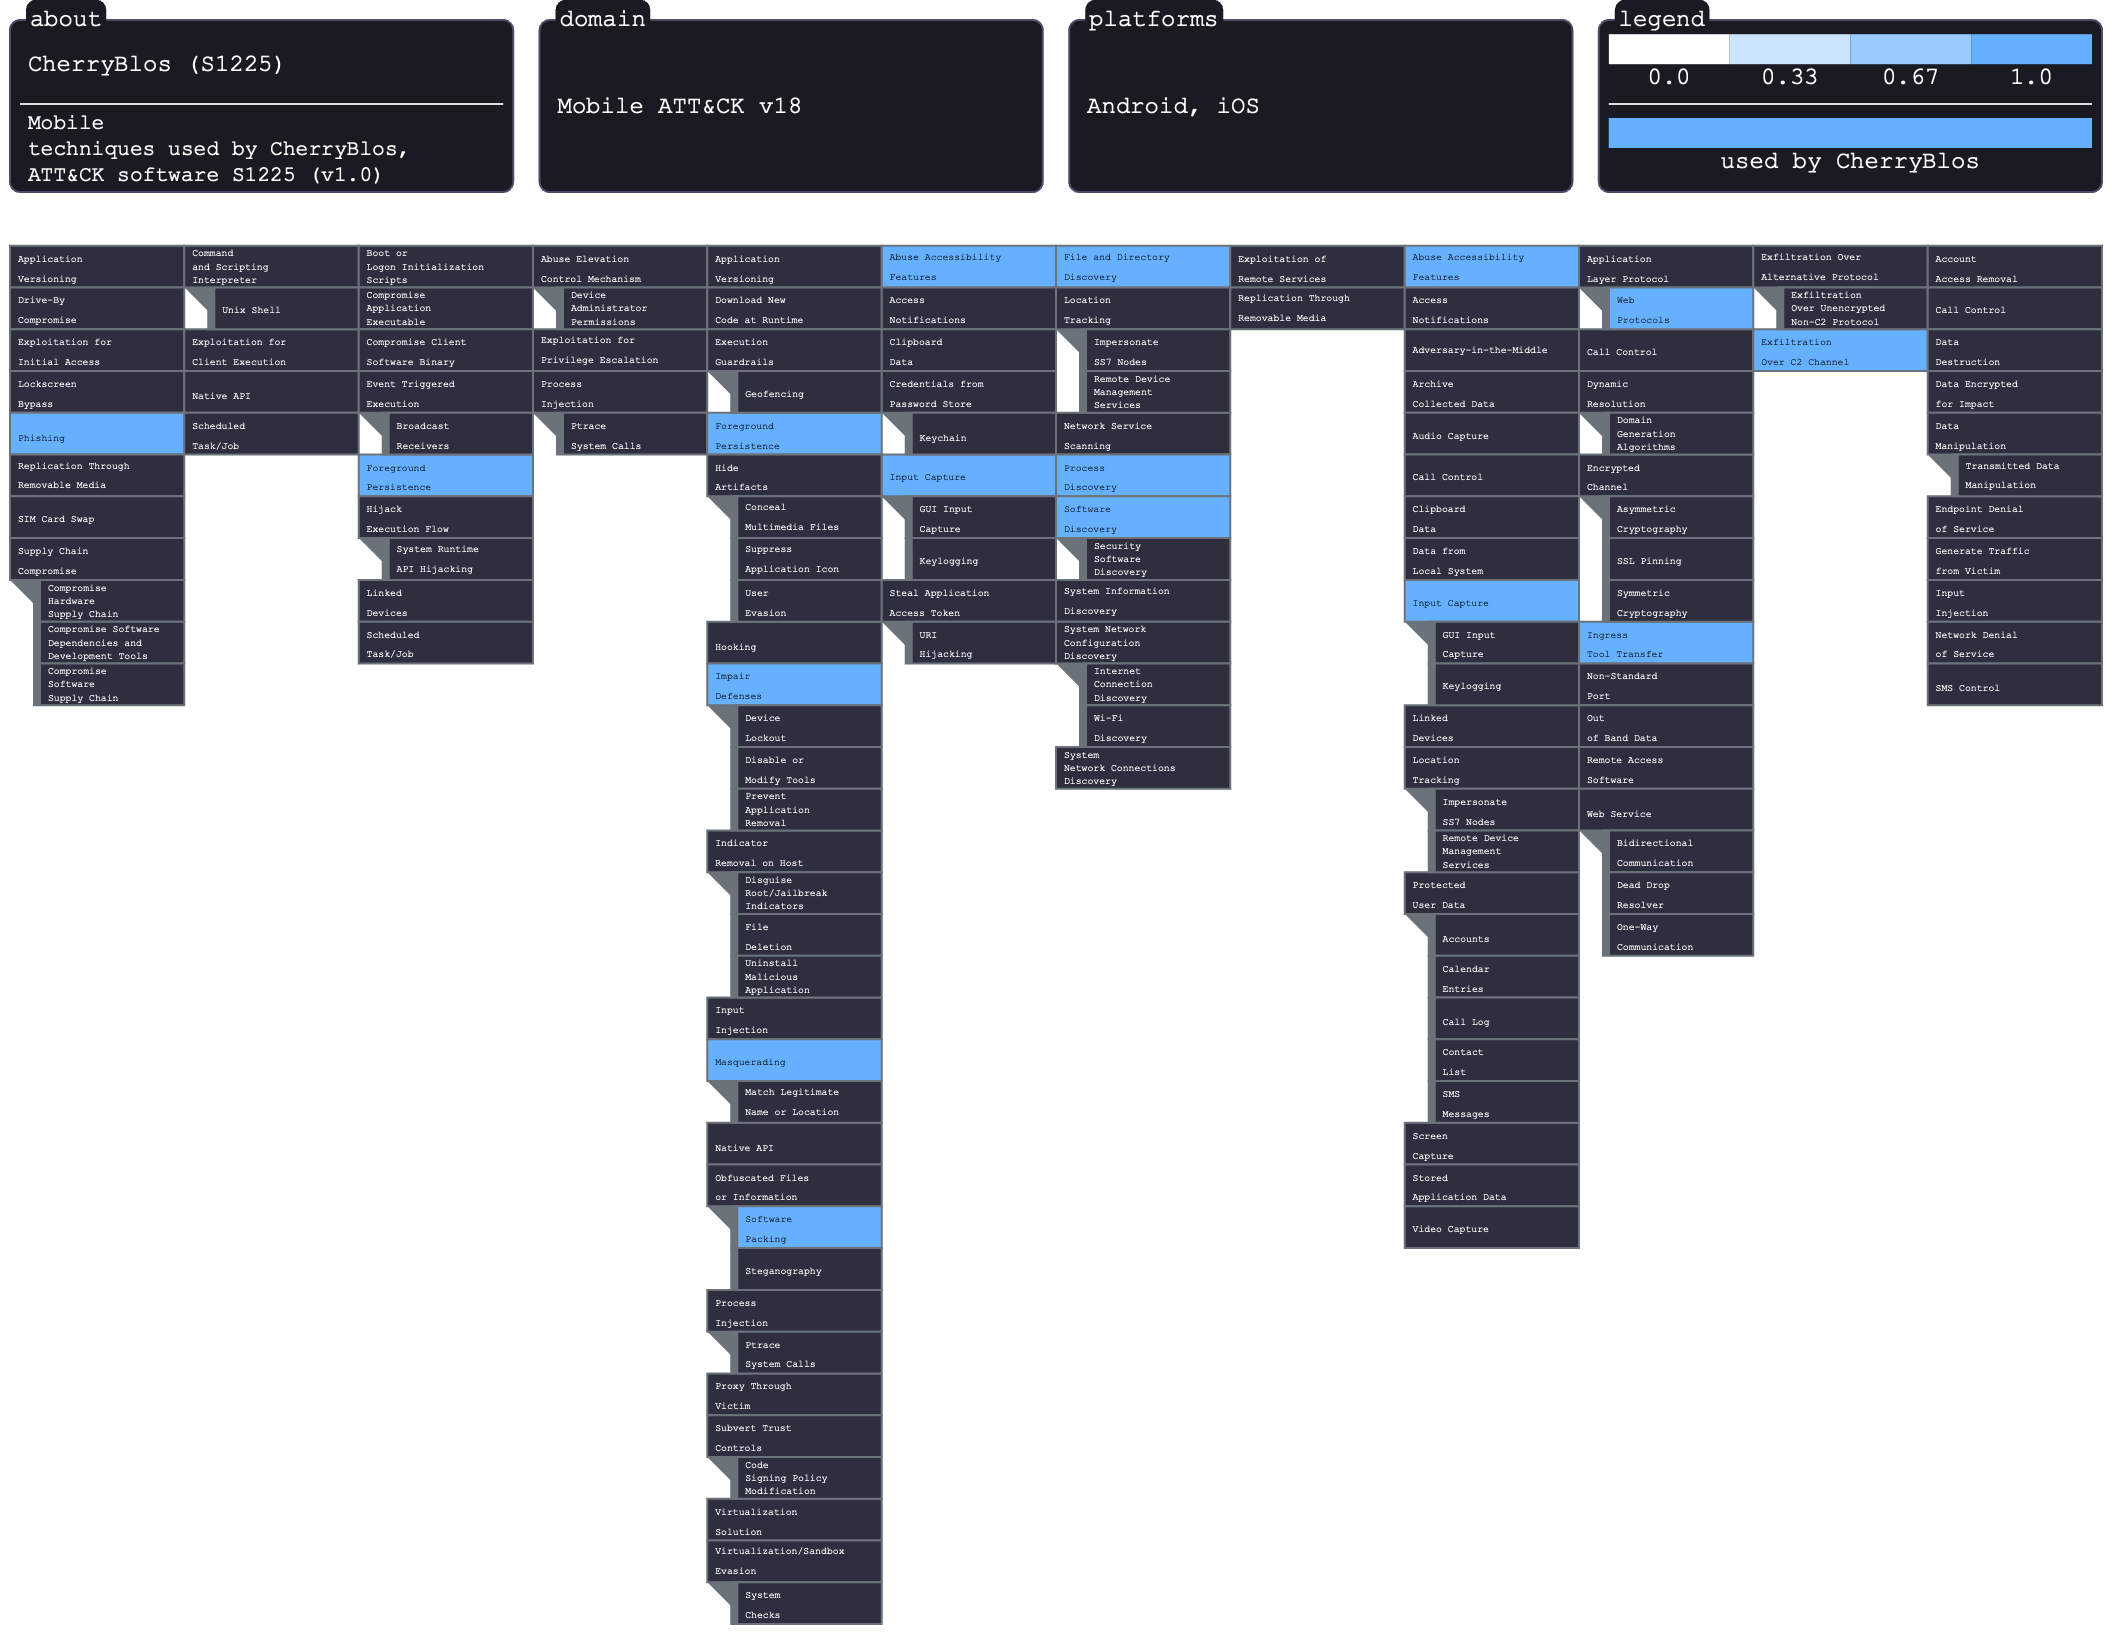 about
CherryBlos (S1225)
Mobile
techniques used by CherryBlos,
ATT&CK software S1225 (v1.0)
domain
Mobile ATT&CK v18
platforms
Android, iOS
legend
0.0 0.33 0.67 1.0
used by CherryBlos
Application
Versioning
Drive-By
Compromise
Exploitation for
Initial Access
Lockscreen
Bypass
Phishing
Replication Through
Removable Media
SIM Card Swap
Supply Chain
Compromise
Compromise
Hardware
Supply Chain
Compromise Software
Dependencies and
Development Tools
Compromise
Software
Supply Chain
Command
and Scripting
Interpreter
Unix Shell
Exploitation for
Client Execution
Native API
Scheduled
Task/Job
Boot or
Logon Initialization
Scripts
Compromise
Application
Executable
Compromise Client
Software Binary
Event Triggered
Execution
Broadcast
Receivers
Foreground
Persistence
Hijack
Execution Flow
System Runtime
API Hijacking
Linked
Devices
Scheduled
Task/Job
Abuse Elevation
Control Mechanism
Device
Administrator
Permissions
Exploitation for
Privilege Escalation
Process
Injection
Ptrace
System Calls
Application
Versioning
Download New
Code at Runtime
Execution
Guardrails
Geofencing
Foreground
Persistence
Hide
Artifacts
Conceal
Multimedia Files
Suppress
Application Icon
User
Evasion
Hooking
Impair
Defenses
Device
Lockout
Disable or
Modify Tools
Prevent
Application
Removal
Indicator
Removal on Host
Disguise
Root/Jailbreak
Indicators
File
Deletion
Uninstall
Malicious
Application
Input
Injection
Masquerading
Match Legitimate
Name or Location
Native API
Obfuscated Files
or Information
Software
Packing
Steganography
Process
Injection
Ptrace
System Calls
Proxy Through
Victim
Subvert Trust
Controls
Code
Signing Policy
Modification
Virtualization
Solution
Virtualization/Sandbox
Evasion
System
Checks
Abuse Accessibility
Features
Access
Notifications
Clipboard
Data
Credentials from
Password Store
Keychain
Input Capture
GUI Input
Capture
Keylogging
Steal Application
Access Token
URI
Hijacking
File and Directory
Discovery
Location
Tracking
Impersonate
SS7 Nodes
Remote Device
Management
Services
Network Service
Scanning
Process
Discovery
Software
Discovery
Security
Software
Discovery
System Information
Discovery
System Network
Configuration
Discovery
Internet
Connection
Discovery
Wi-Fi
Discovery
System
Network Connections
Discovery
Exploitation of
Remote Services
Replication Through
Removable Media
Abuse Accessibility
Features
Access
Notifications
Adversary-in-the-Middle
Archive
Collected Data
Audio Capture
Call Control
Clipboard
Data
Data from
Local System
Input Capture
GUI Input
Capture
Keylogging
Linked
Devices
Location
Tracking
Impersonate
SS7 Nodes
Remote Device
Management
Services
Protected
User Data
Accounts
Calendar
Entries
Call Log
Contact
List
SMS
Messages
Screen
Capture
Stored
Application Data
Video Capture
Application
Layer Protocol
Web
Protocols
Call Control
Dynamic
Resolution
Domain
Generation
Algorithms
Encrypted
Channel
Asymmetric
Cryptography
SSL Pinning
Symmetric
Cryptography
Ingress
Tool Transfer
Non-Standard
Port
Out
of Band Data
Remote Access
Software
Web Service
Bidirectional
Communication
Dead Drop
Resolver
One-Way
Communication
Exfiltration Over
Alternative Protocol
Exfiltration
Over Unencrypted
Non-C2 Protocol
Exfiltration
Over C2 Channel
Account
Access Removal
Call Control
Data
Destruction
Data Encrypted
for Impact
Data
Manipulation
Transmitted Data
Manipulation
Endpoint Denial
of Service
Generate Traffic
from Victim
Input
Injection
Network Denial
of Service
SMS Control